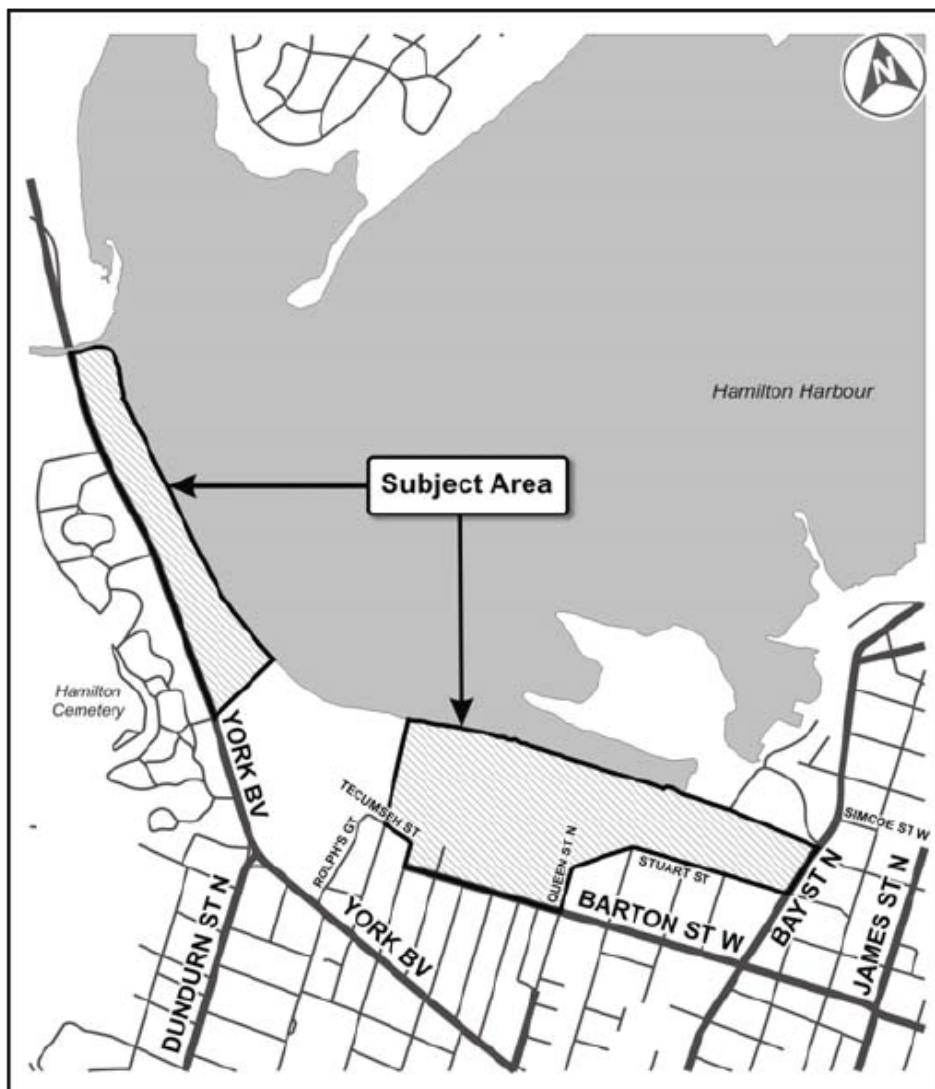 N
Hamilton Harbour
Subject Area
Hamilton
Cemetery
YORK BV
TECUMSEH ST
ROLPH'S GT
QUEEN ST N
STUART ST
SIMCOE ST W
BARTON ST W
BAY ST N
JAMES ST N
YORK BV
DUNDURN ST N